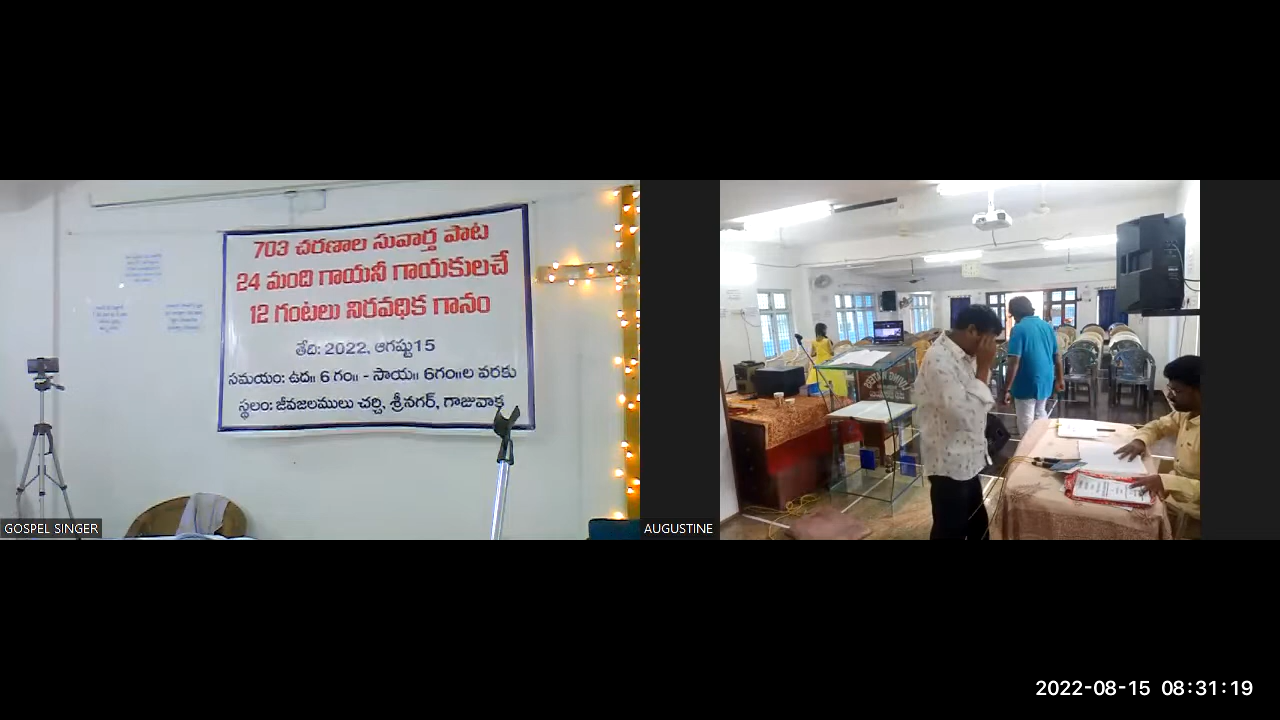 703 చరణాల సువార్త పాట
24 మంది గాయనీ గాయకులచే
12 గంటలు నిరవధిక గానం
తేది: 2022, ఆగష్టు15
సమయం: ఉద॥ 6 గం॥ - సాయ॥ 6గం॥ల వరకు
స్థలం: జీవజలములు చర్చి, శ్రీనగర్, గాజువాక
GOSPEL SINGER
AUGUSTINE
2022-08-15 08:31:19